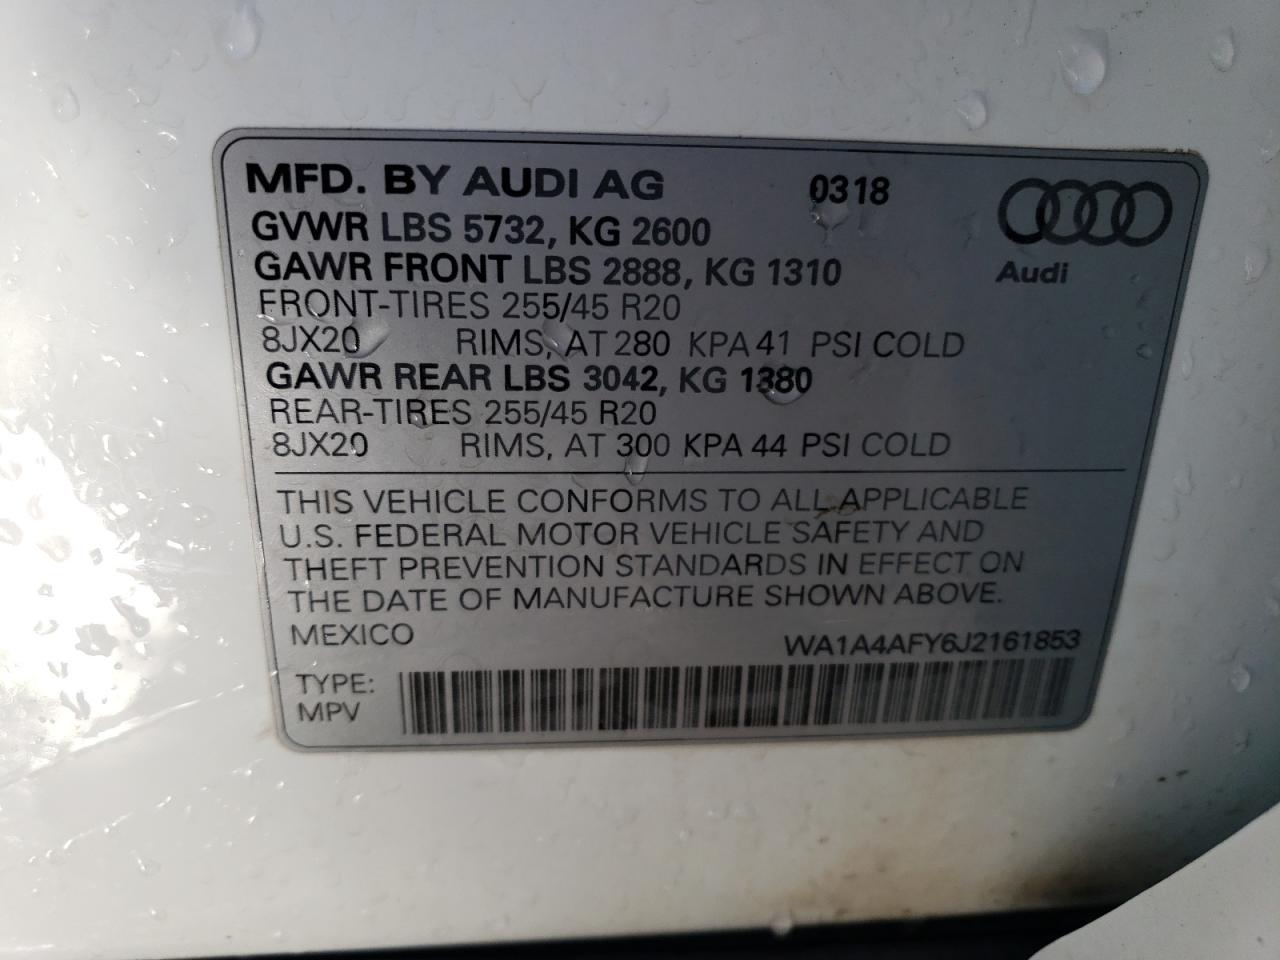 MFD. BY AUDI AG 0318
GVWR LBS 5732, KG 2600
GAWR FRONT LBS 2888, KG 1310
Audi
FRONT-TIRES 255/45 R20
8JX20 RIMS, AT 280 KPA 41 PSI COLD
GAWR REAR LBS 3042, KG 1380
REAR-TIRES 255/45 R20
8JX20 RIMS, AT 300 KPA 44 PSI COLD
THIS VEHICLE CONFORMS TO ALL APPLICABLE
U.S. FEDERAL MOTOR VEHICLE SAFETY AND
THEFT PREVENTION STANDARDS IN EFFECT ON
THE DATE OF MANUFACTURE SHOWN ABOVE.
MEXICO WA1A4AFY6J2161853
TYPE:
MPV